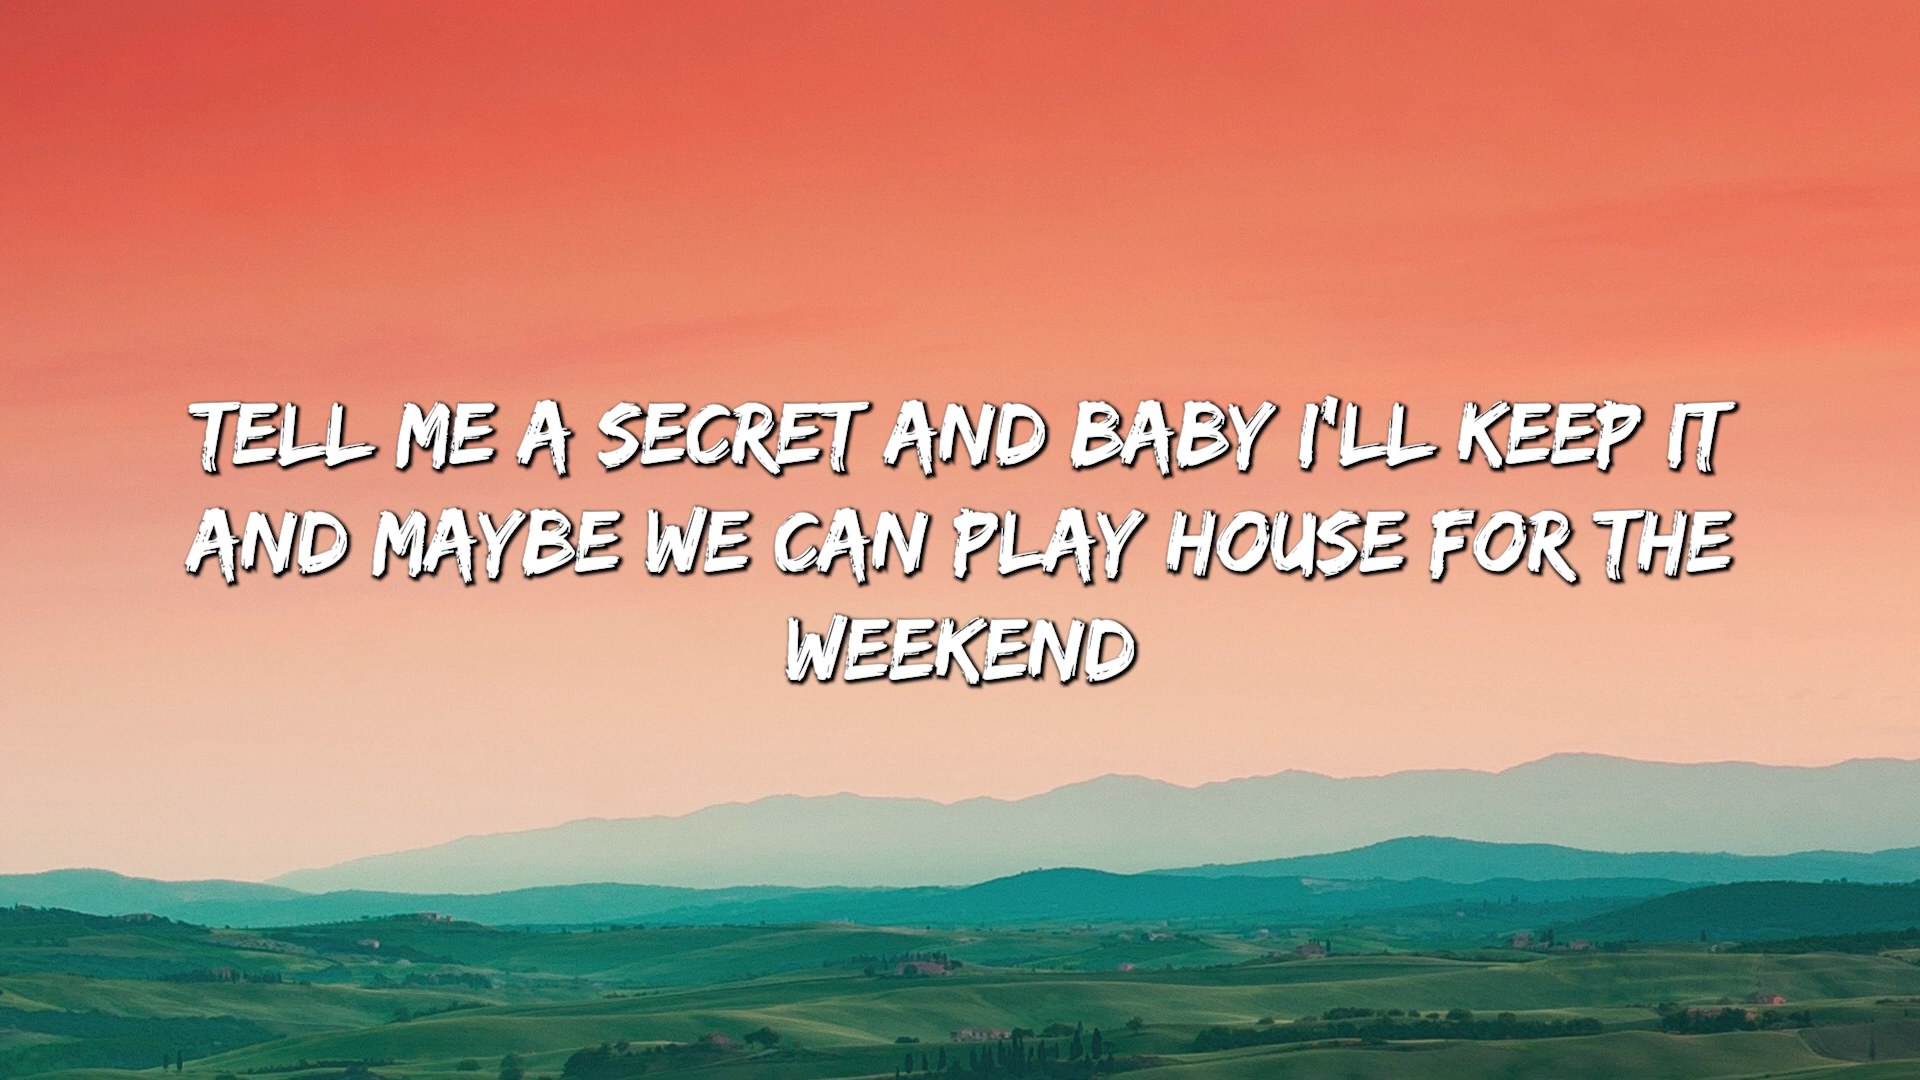 TELL ME A SECRET AND BABY I'LL KEEP IT
AND MAYBE WE CAN PLAY HOUSE FOR THE
WEEKEND